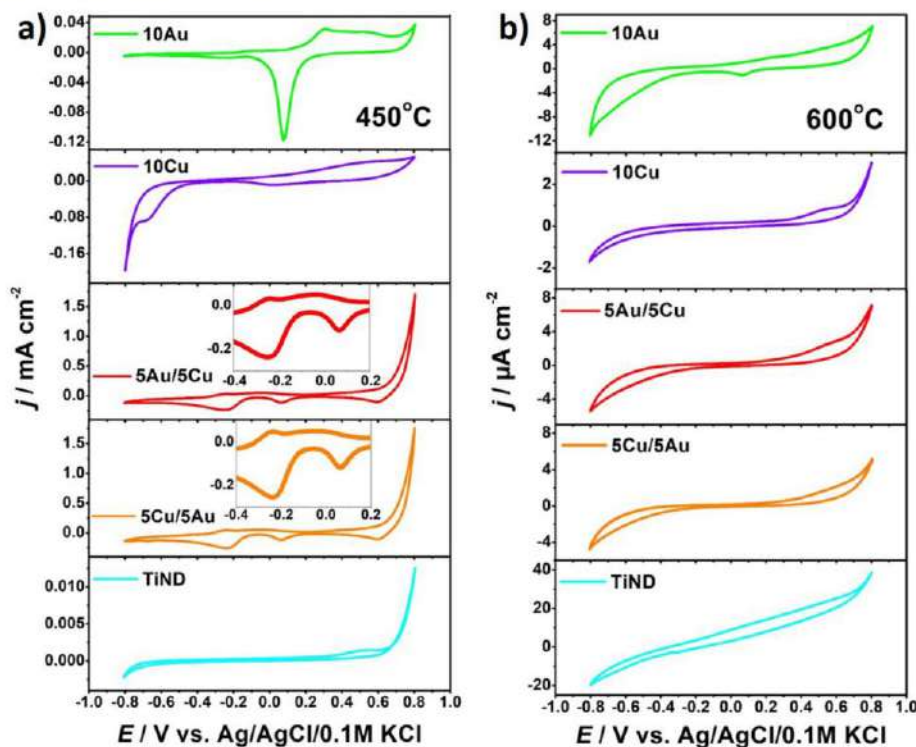 a)
10Au
450°C
0.04
0.00
-0.04
-0.08
-0.12
10Cu
0.00
-0.08
-0.16
5Au/5Cu
1.5
1.0
0.5
0.0
0.0
-0.2
-0.4 -0.2 0.0 0.2
5Cu/5Au
1.5
1.0
0.5
0.0
0.0
-0.2
-0.4 -0.2 0.0 0.2
TiND
0.010
0.005
0.000
j / mA cm⁻²
-1.0 -0.8 -0.6 -0.4 -0.2 0.0 0.2 0.4 0.6 0.8 1.0
E / V vs. Ag/AgCl/0.1M KCl
b)
10Au
600°C
8
4
0
-4
-8
-12
10Cu
2
0
-2
5Au/5Cu
8
4
0
-4
5Cu/5Au
8
4
0
-4
TiND
40
20
0
-20
j / μA cm⁻²
-1.0 -0.8 -0.6 -0.4 -0.2 0.0 0.2 0.4 0.6 0.8 1.0
E / V vs. Ag/AgCl/0.1M KCl